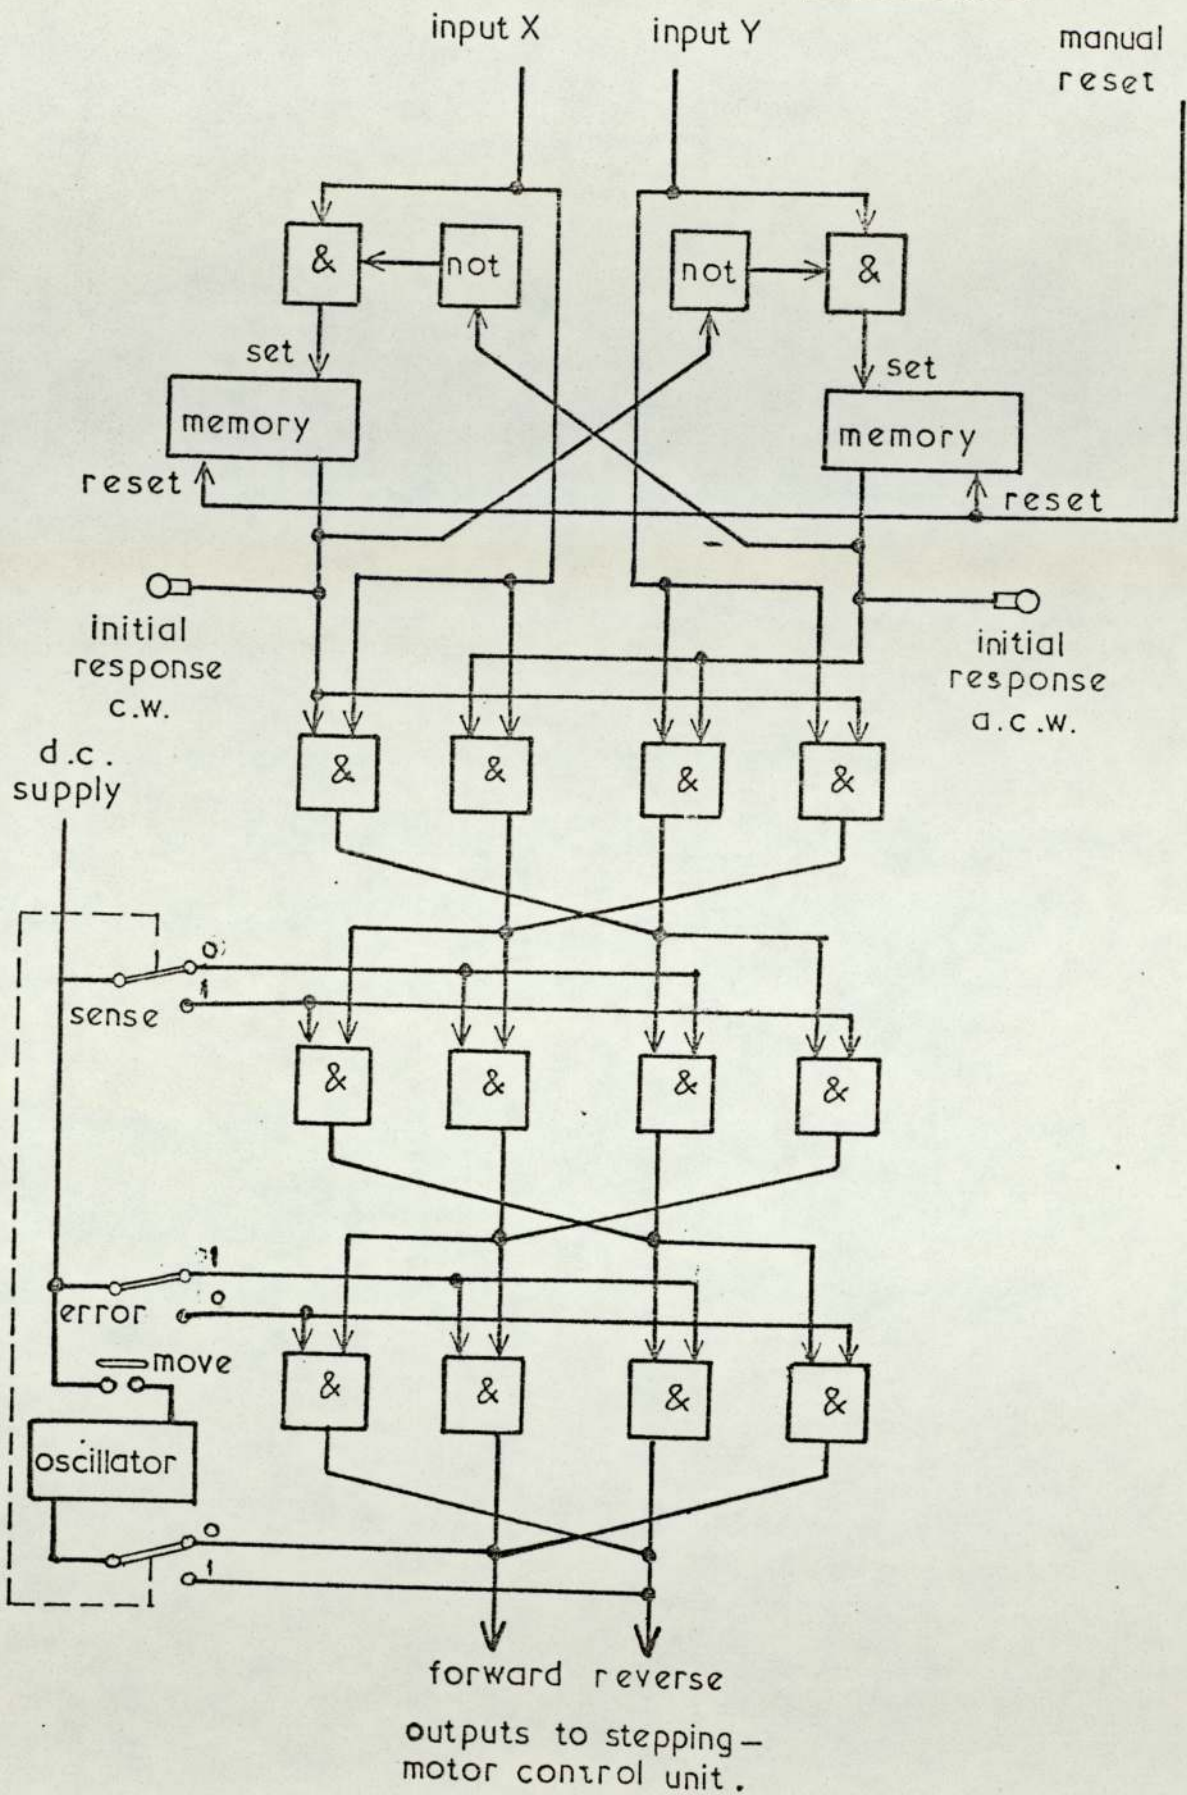 input X
input Y
manual
reset
&
not
not
&
set
set
memory
memory
reset
reset
initial
response
c.w.
initial
response
a.c.w.
d.c.
supply
&
&
&
&
0
1
sense
&
&
&
&
1
0
error
move
&
&
&
&
oscillator
0
1
forward reverse
outputs to stepping-
motor control unit.